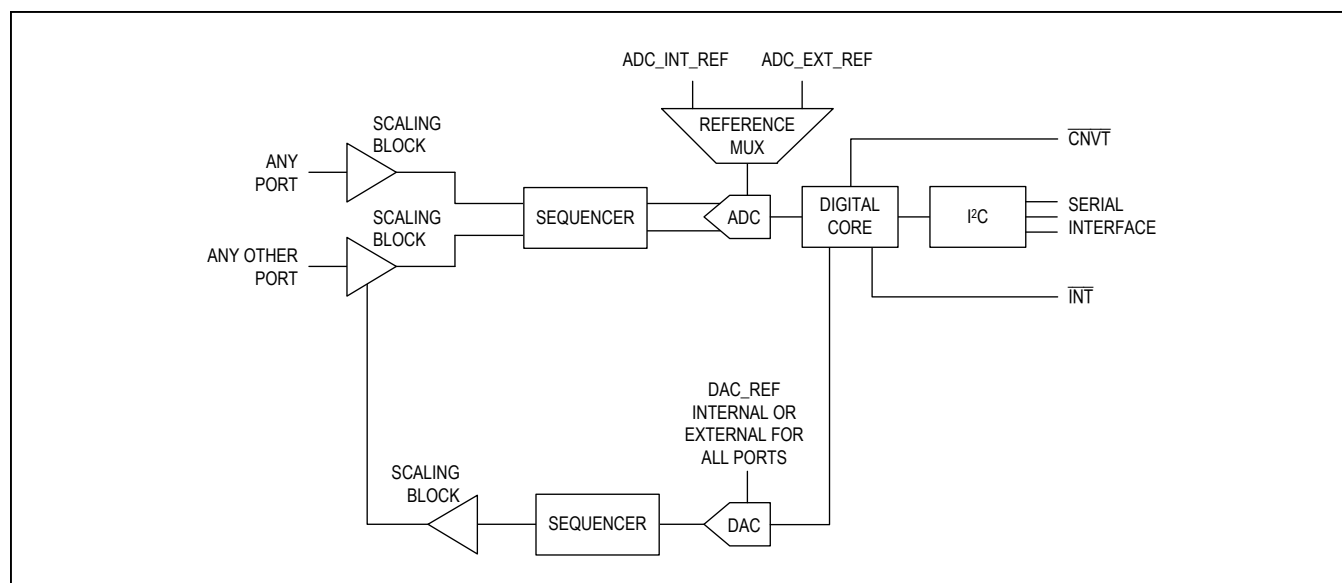 ADC_INT_REF
ADC_EXT_REF
SCALING
BLOCK
REFERENCE
MUX
CNVT
ANY
PORT
SCALING
BLOCK
SEQUENCER
ADC
DIGITAL
CORE
I²C
SERIAL
INTERFACE
ANY OTHER
PORT
INT
DAC_REF
INTERNAL OR
EXTERNAL FOR
ALL PORTS
SCALING
BLOCK
SEQUENCER
DAC